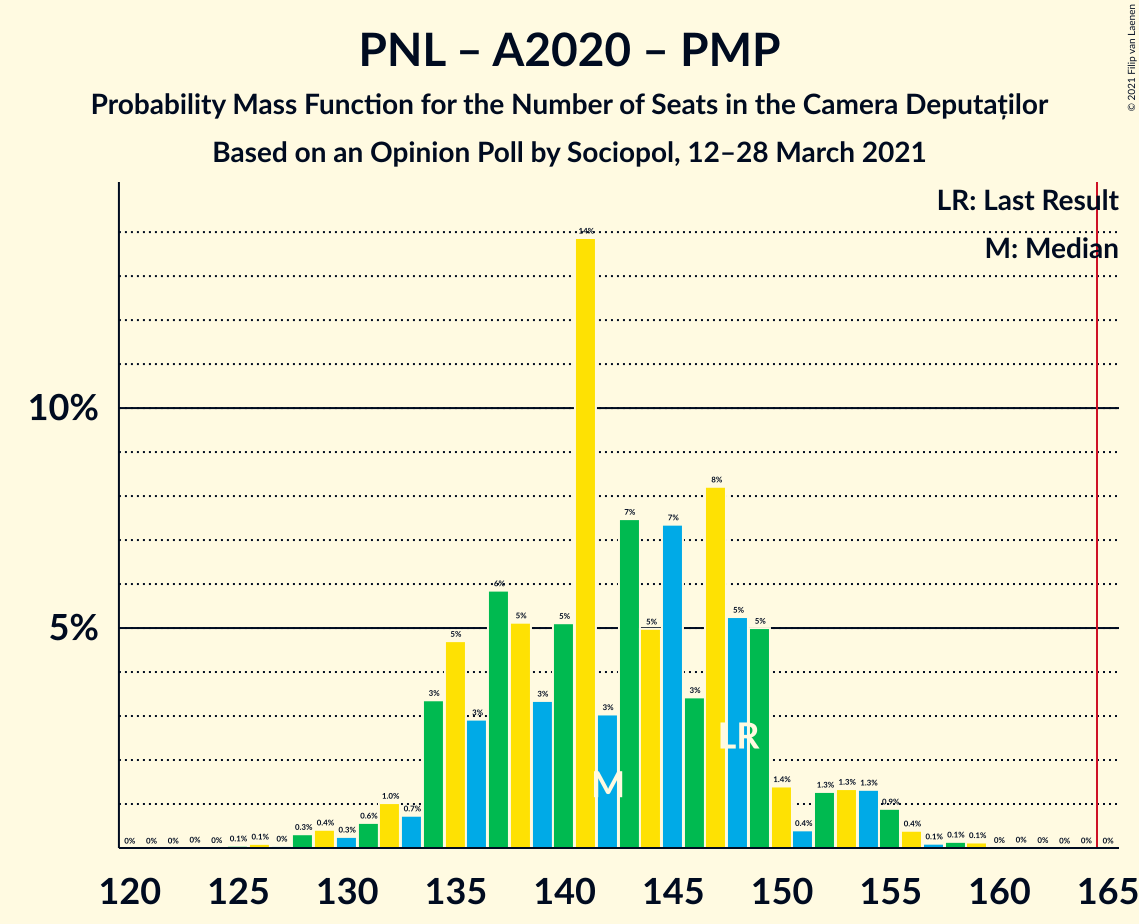 PNL – A2020 – PMP
Probability Mass Function for the Number of Seats in the Camera Deputaților
Based on an Opinion Poll by Sociopol, 12–28 March 2021
© 2021 Filip van Laenen
LR: Last Result
M: Median
10%
5%
0% 0% 0% 0% 0% 0.1% 0.1% 0% 0.3% 0.4% 0.3% 0.6% 1.0% 0.7% 3% 5% 3% 6% 5% 3% 5% 14% 3% 7% 5% 7% 3% 8% 5% 5% 1.4% 0.4% 1.3% 1.3% 1.3% 0.9% 0.4% 0.1% 0.1% 0.1% 0% 0% 0% 0% 0% 0%
M
LR
120 125 130 135 140 145 150 155 160 165